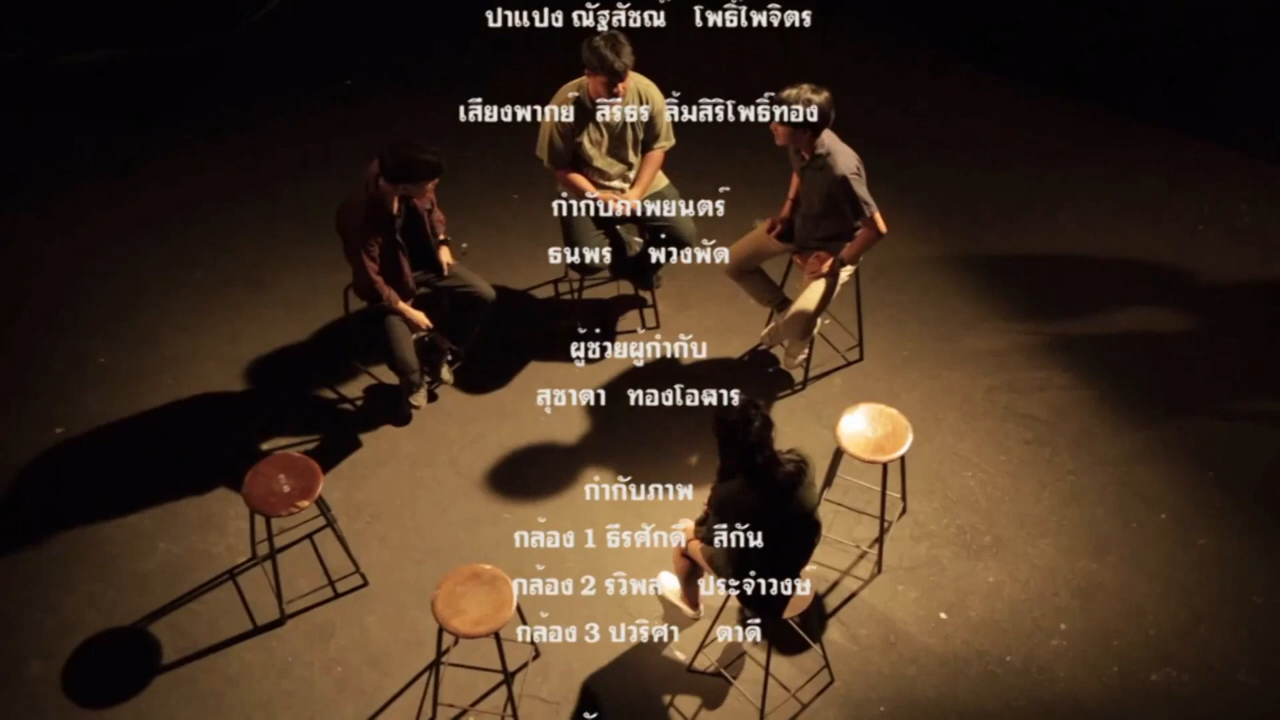 ปาแปง ณัฐสัชณ์ โพธิ์ไพจิตร
เสียงพากย์ สิรีธร ลิ้มสิริโพธิ์ทอง
กำกับภาพยนตร์
ธนพร พ่วงพัด
ผู้ช่วยผู้กำกับ
สุชาดา ทองโอฬาร
กำกับภาพ
กล้อง 1 ธีรศักดิ์ สีกัน
กล้อง 2 รวิพล ประจำวงษ์
กล้อง 3 ปวริศา ตาดี